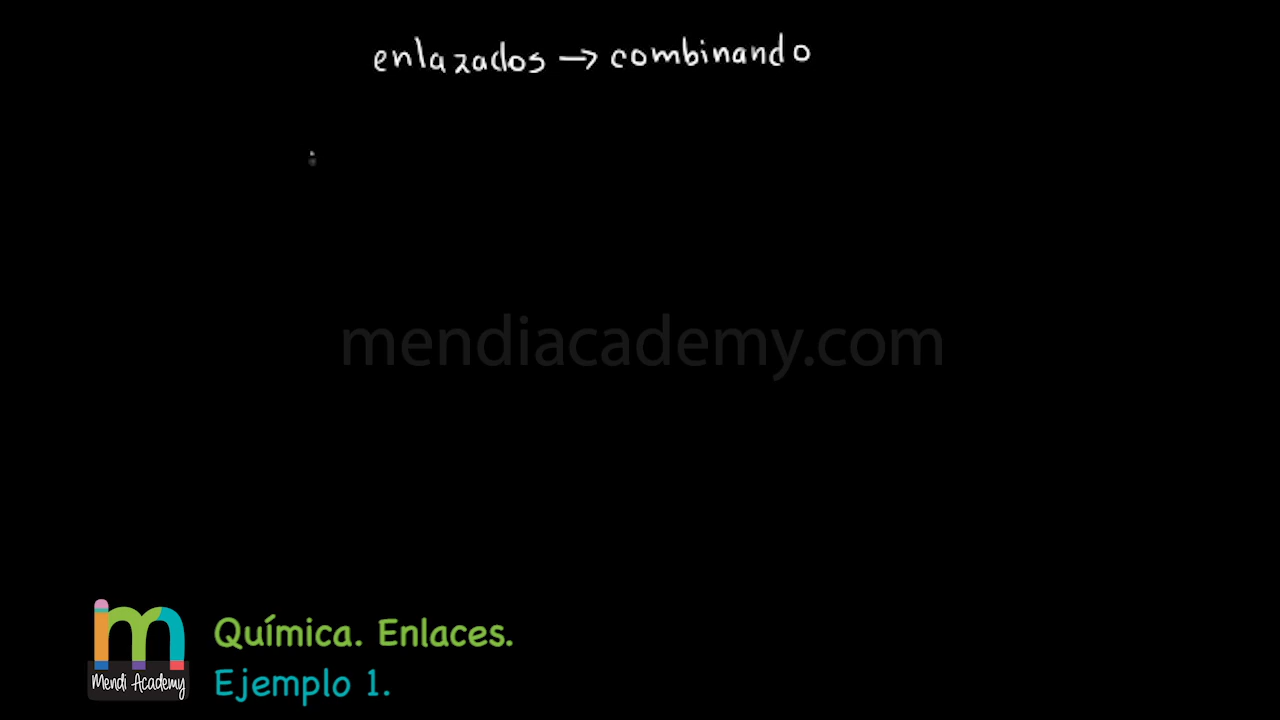 enlazados → combinando
mendiacademy.com
Química. Enlaces.
Mendi Academy
Ejemplo 1.